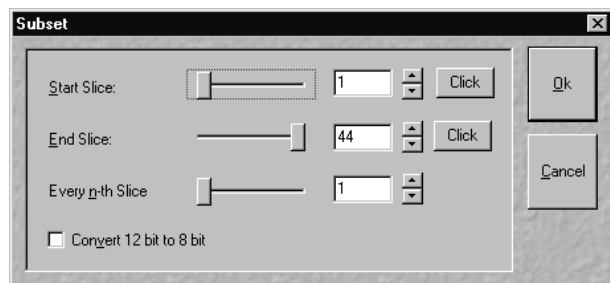 Subset
Start Slice: 1 Click
End Slice: 44 Click
Every n-th Slice 1
Convert 12 bit to 8 bit
Ok
Cancel